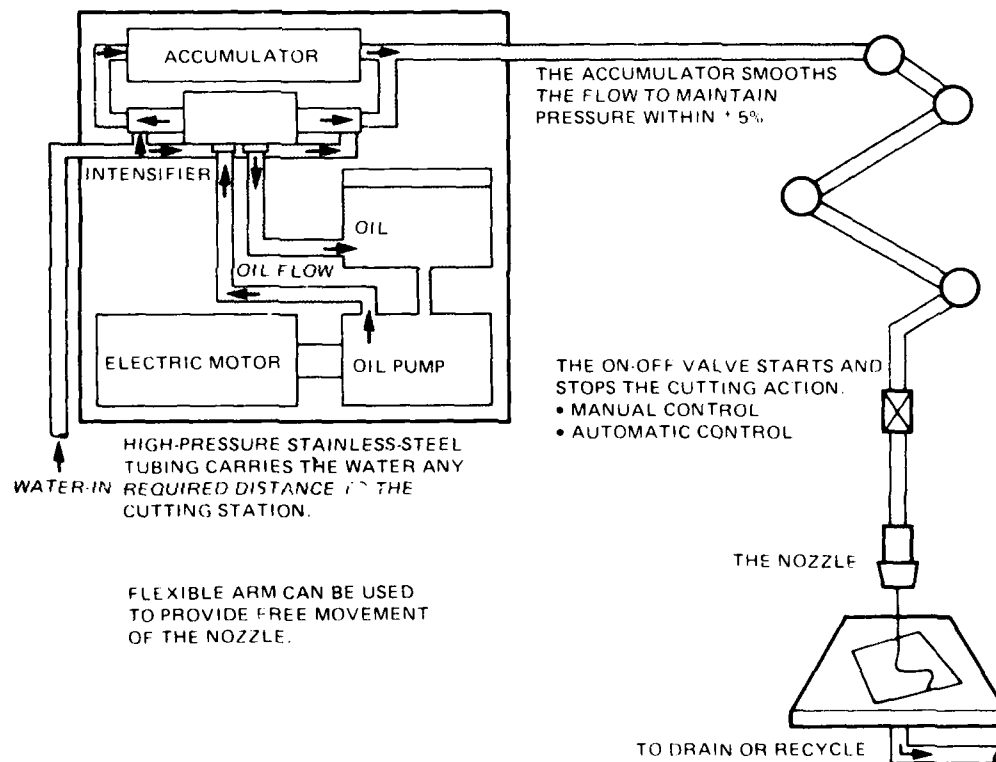 ACCUMULATOR
THE ACCUMULATOR SMOOTHS
THE FLOW TO MAINTAIN
PRESSURE WITHIN 5%
INTENSIFIER
OIL
OIL FLOW
ELECTRIC MOTOR
OIL PUMP
THE ON-OFF VALVE STARTS AND
STOPS THE CUTTING ACTION.
• MANUAL CONTROL
• AUTOMATIC CONTROL
HIGH-PRESSURE STAINLESS-STEEL
TUBING CARRIES THE WATER ANY
WATER-IN
REQUIRED DISTANCE THE
CUTTING STATION.
THE NOZZLE
FLEXIBLE ARM CAN BE USED
TO PROVIDE FREE MOVEMENT
OF THE NOZZLE.
TO DRAIN OR RECYCLE